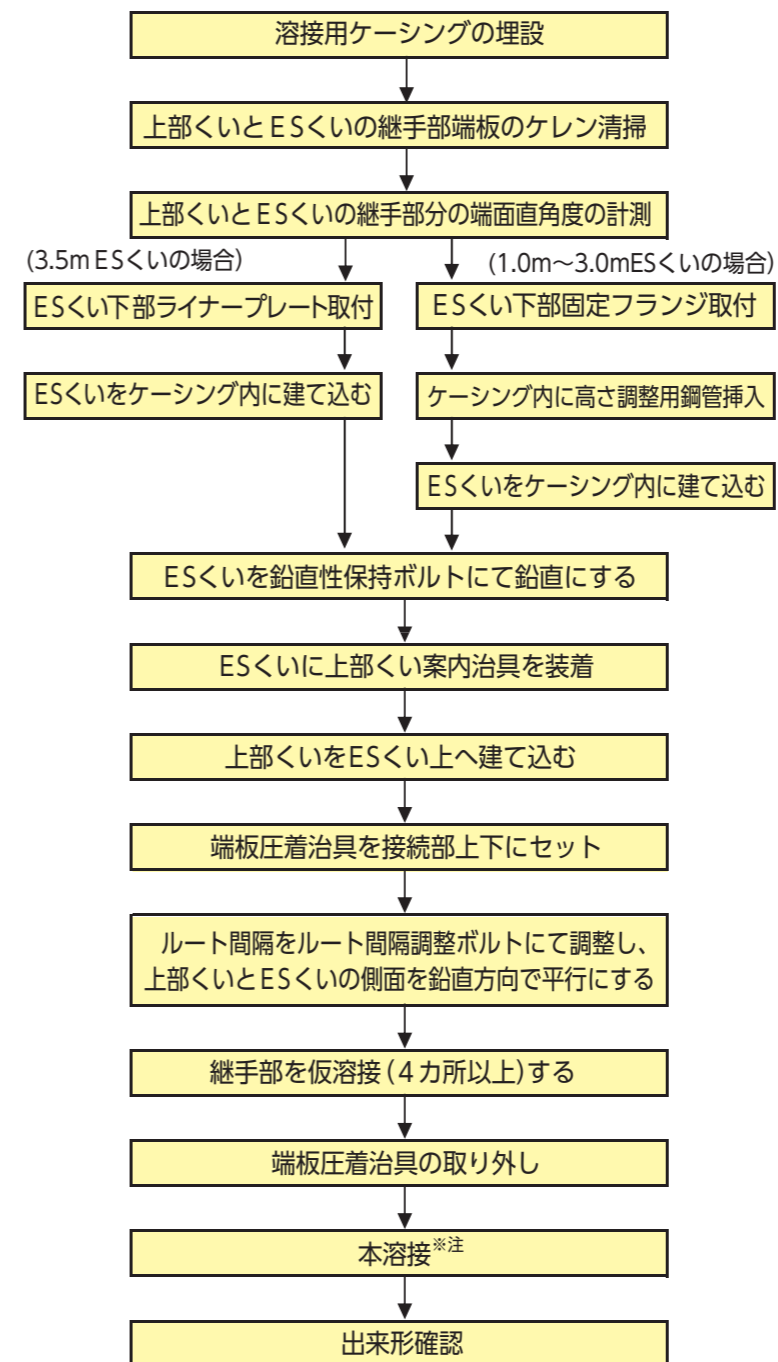 溶接用ケーシングの埋設
上部くいとESくいの継手部端板のケレン清掃
上部くいとESくいの継手部分の端面直角度の計測
(3.5m ESくいの場合)
(1.0m～3.0mESくいの場合)
ESくい下部ライナープレート取付
ESくい下部固定フランジ取付
ESくいをケーシング内に建て込む
ケーシング内に高さ調整用鋼管挿入
ESくいをケーシング内に建て込む
ESくいを鉛直性保持ボルトにて鉛直にする
ESくいに上部くい案内治具を装着
上部くいをESくい上へ建て込む
端板圧着治具を接続部上下にセット
ルート間隔をルート間隔調整ボルトにて調整し、
上部くいとESくいの側面を鉛直方向で平行にする
継手部を仮溶接(4カ所以上)する
端板圧着治具の取り外し
本溶接※注
出来形確認